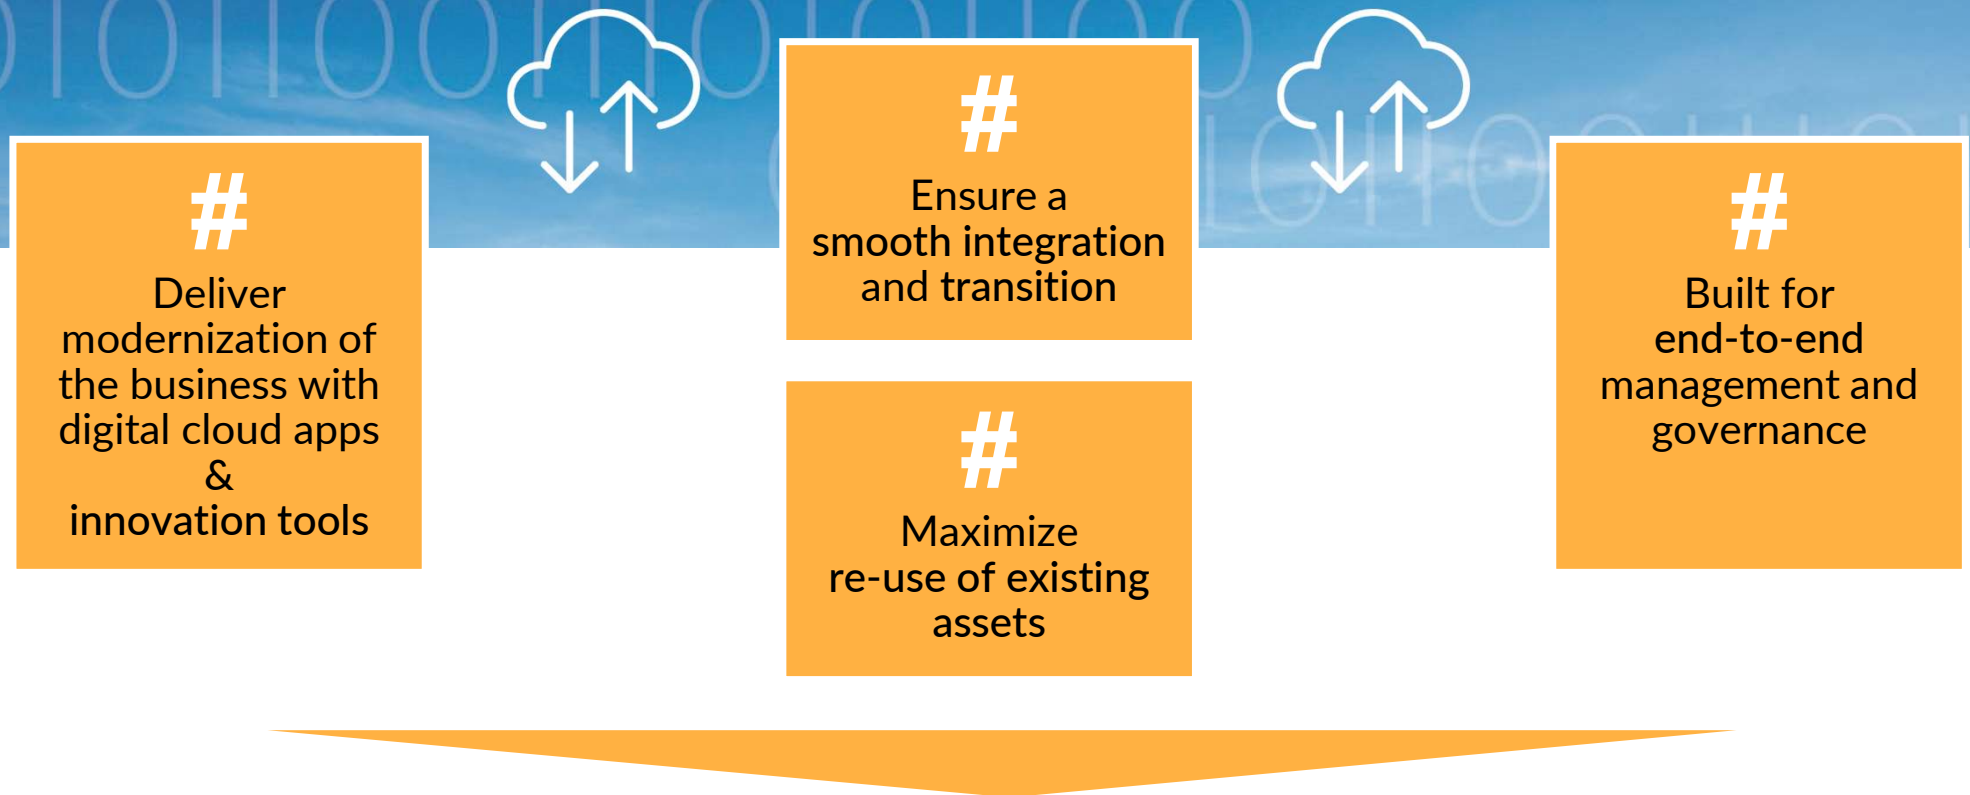 0101100110101100
#
Deliver
modernization of
the business with
digital cloud apps
&
innovation tools
#
Ensure a
smooth integration
and transition
#
Maximize
re-use of existing
assets
#
Built for
end-to-end
management and
governance